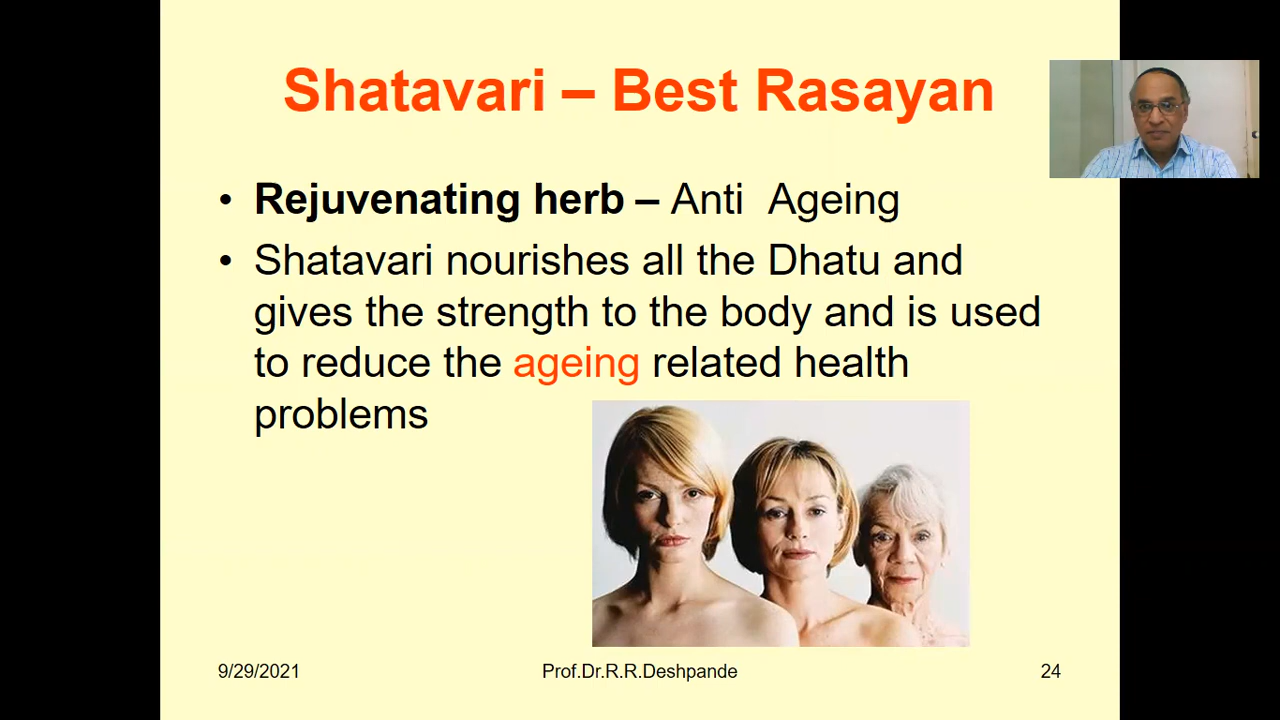 Shatavari – Best Rasayan
• Rejuvenating herb – Anti Ageing
• Shatavari nourishes all the Dhatu and
gives the strength to the body and is used
to reduce the ageing related health
problems
9/29/2021 Prof.Dr.R.R.Deshpande 24